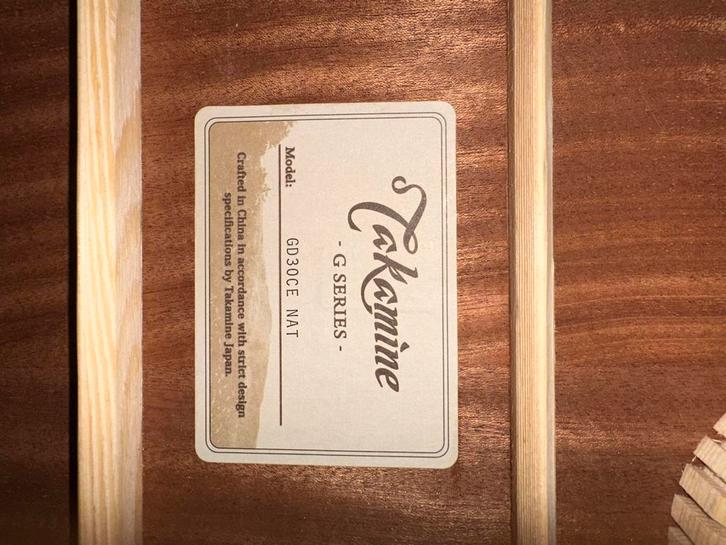 Takamine
- G SERIES -
Model: GD30CE NAT
Crafted in China in accordance with strict design
specifications by Takamine Japan.